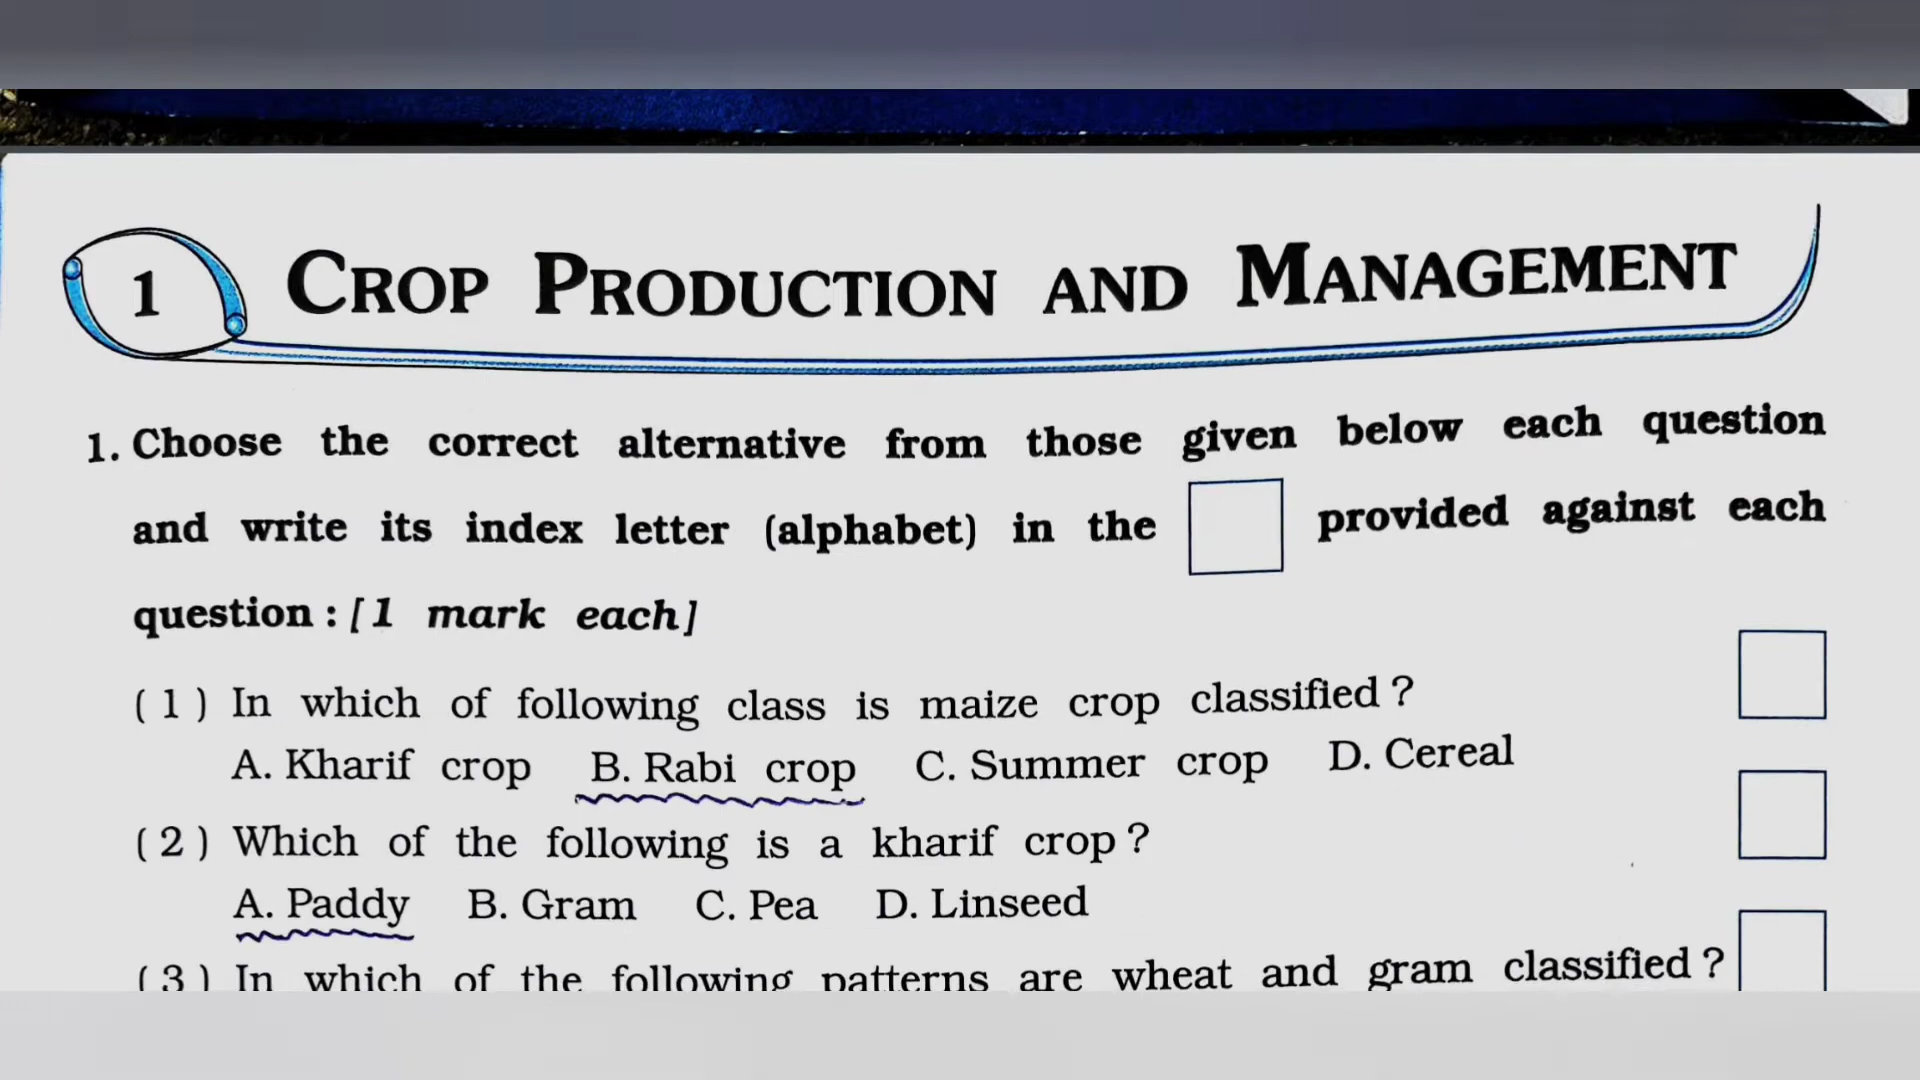 1 CROP PRODUCTION AND MANAGEMENT
1. Choose the correct alternative from those given below each question
and write its index letter (alphabet) in the provided against each
question : [1 mark each]
( 1 ) In which of following class is maize crop classified ?
A. Kharif crop B. Rabi crop C. Summer crop D. Cereal
( 2 ) Which of the following is a kharif crop ?
A. Paddy B. Gram C. Pea D. Linseed
( 3 ) In which of the following patterns are wheat and gram classified ?